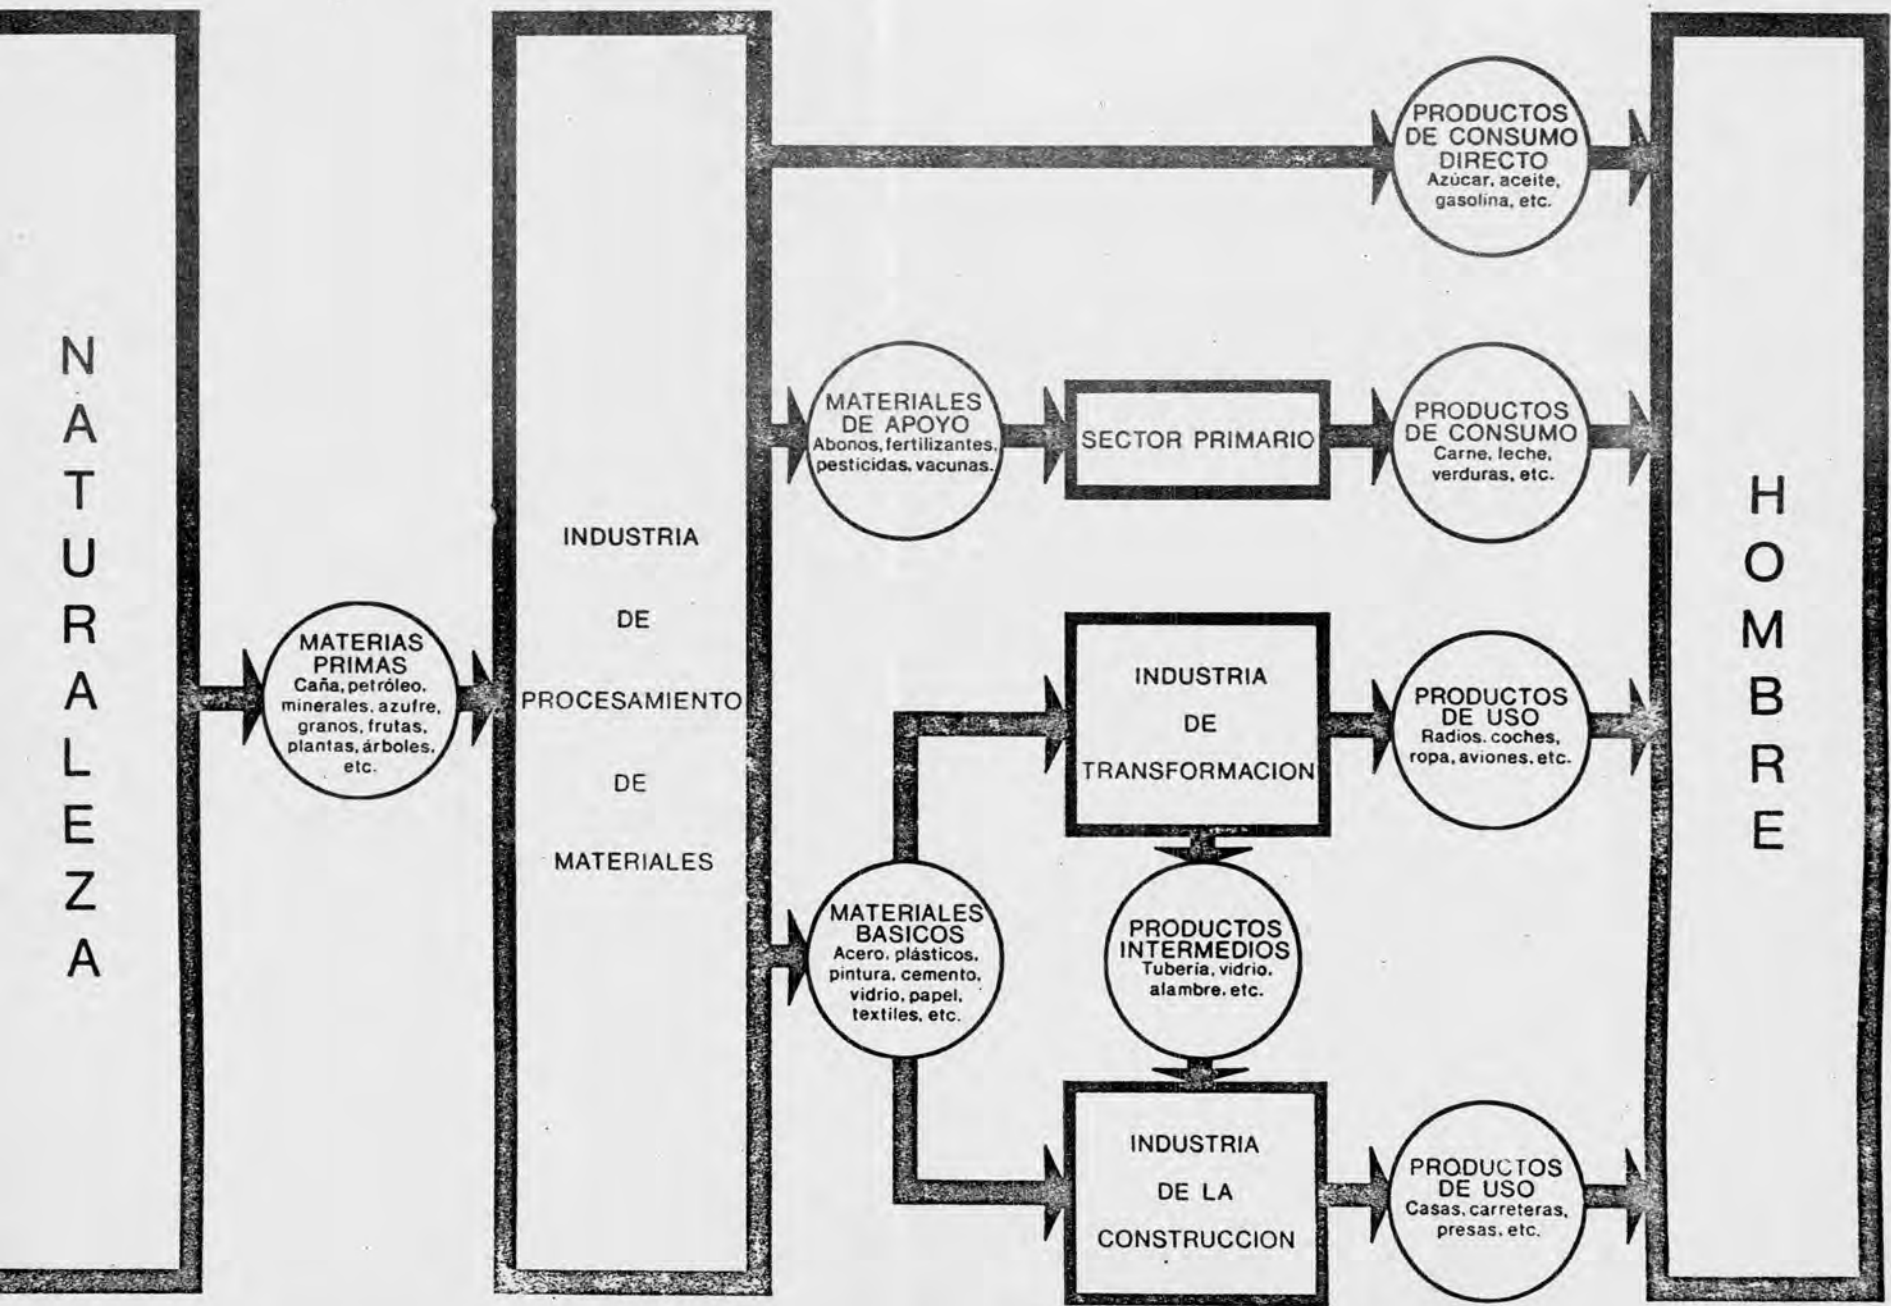 NATURALEZA
MATERIAS
PRIMAS
Caña, petróleo,
minerales, azufre,
granos, frutas,
plantas, árboles,
etc.
INDUSTRIA
DE
PROCESAMIENTO
DE
MATERIALES
PRODUCTOS
DE CONSUMO
DIRECTO
Azúcar, aceite,
gasolina, etc.
MATERIALES
DE APOYO
Abonos, fertilizantes,
pesticidas, vacunas.
SECTOR PRIMARIO
PRODUCTOS
DE CONSUMO
Carne, leche,
verduras, etc.
MATERIALES
BASICOS
Acero, plásticos,
pintura, cemento,
vidrio, papel,
textiles, etc.
INDUSTRIA
DE
TRANSFORMACION
PRODUCTOS
DE USO
Radios, coches,
ropa, aviones, etc.
PRODUCTOS
INTERMEDIOS
Tubería, vidrio,
alambre, etc.
INDUSTRIA
DE LA
CONSTRUCCION
PRODUCTOS
DE USO
Casas, carreteras,
presas, etc.
HOMBRE